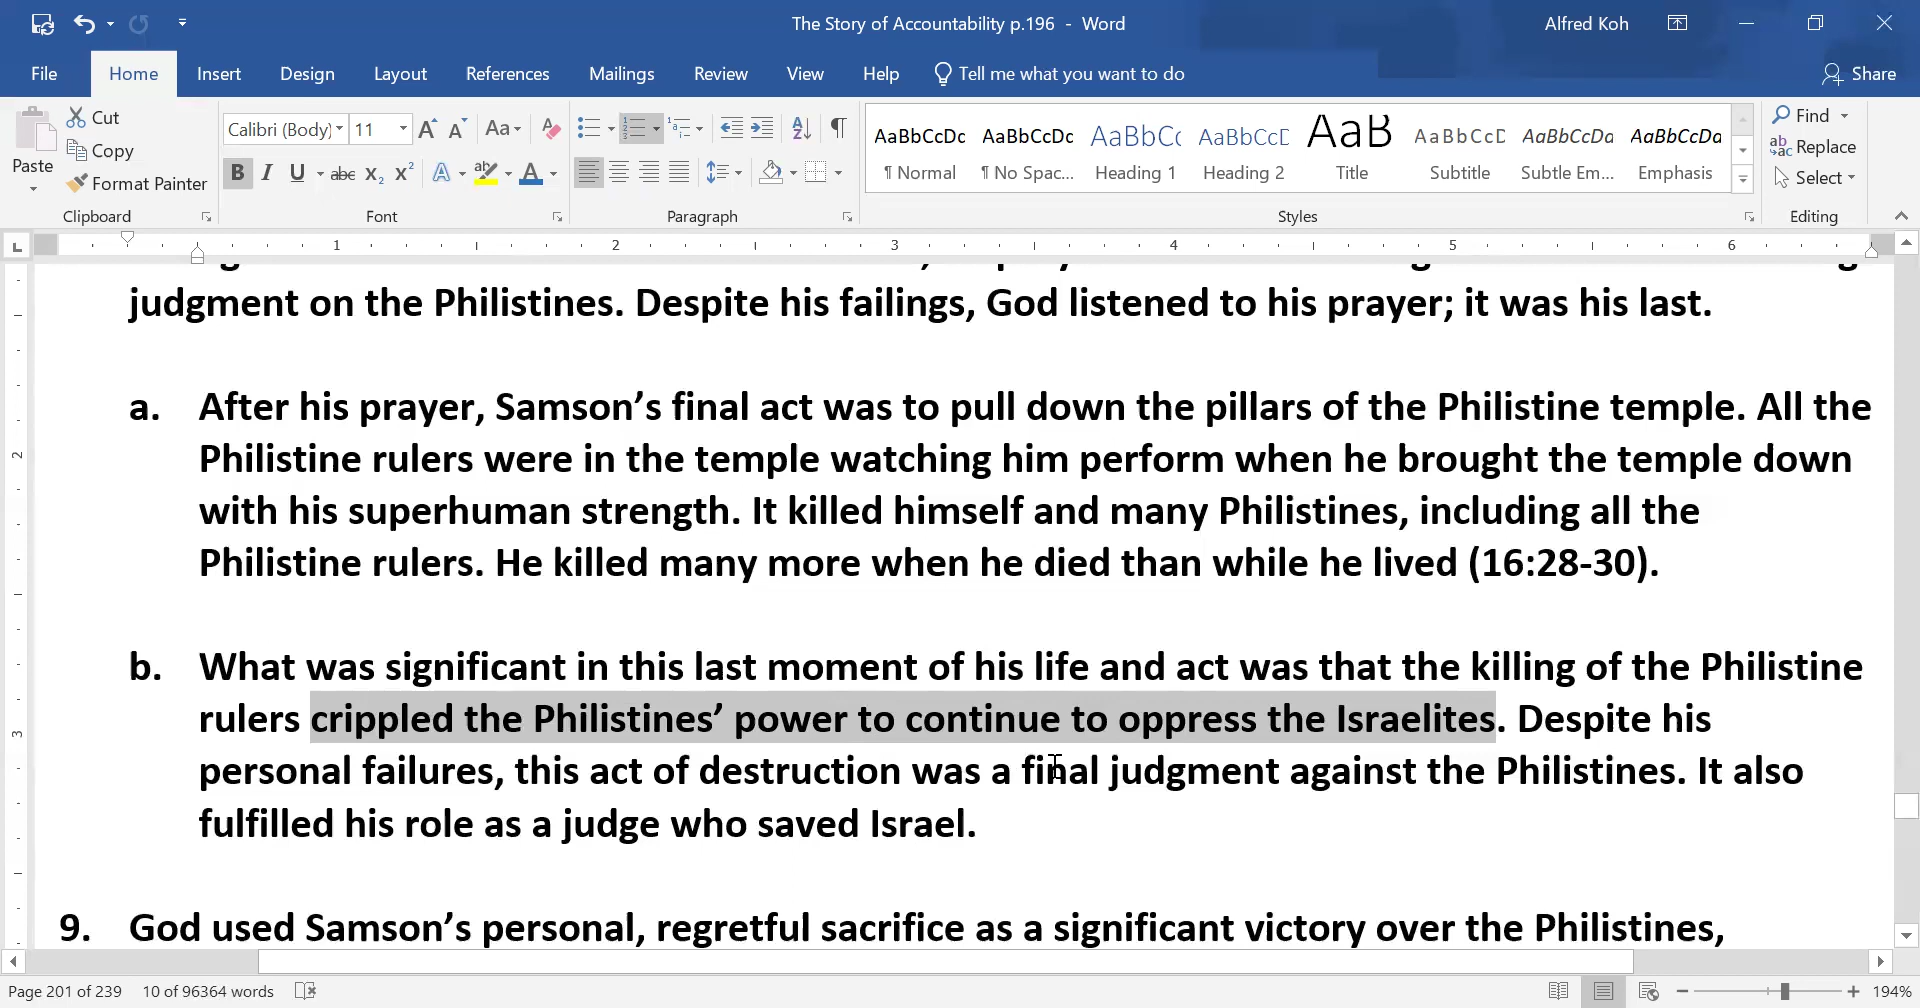 The Story of Accountability p.196 - Word
Alfred Koh
File Home Insert Design Layout References Mailings Review View Help Tell me what you want to do Share
Paste
Cut
Copy
Format Painter
Clipboard
Calibri (Body) 11
Font
Paragraph
AaBbCcDc AaBbCcDc AaBbC( AaBbCcD AaB AaBbCcD AaBbCcDd AaBbCcDd
¶ Normal ¶ No Spac... Heading 1 Heading 2 Title Subtitle Subtle Em... Emphasis
Styles
Find
Replace
Select
Editing
1 2 3 4 5 6
judgment on the Philistines. Despite his failings, God listened to his prayer; it was his last.
a. After his prayer, Samson’s final act was to pull down the pillars of the Philistine temple. All the
Philistine rulers were in the temple watching him perform when he brought the temple down
with his superhuman strength. It killed himself and many Philistines, including all the
Philistine rulers. He killed many more when he died than while he lived (16:28-30).
b. What was significant in this last moment of his life and act was that the killing of the Philistine
rulers crippled the Philistines’ power to continue to oppress the Israelites. Despite his
personal failures, this act of destruction was a final judgment against the Philistines. It also
fulfilled his role as a judge who saved Israel.
9. God used Samson’s personal, regretful sacrifice as a significant victory over the Philistines,
Page 201 of 239 10 of 96364 words 194%